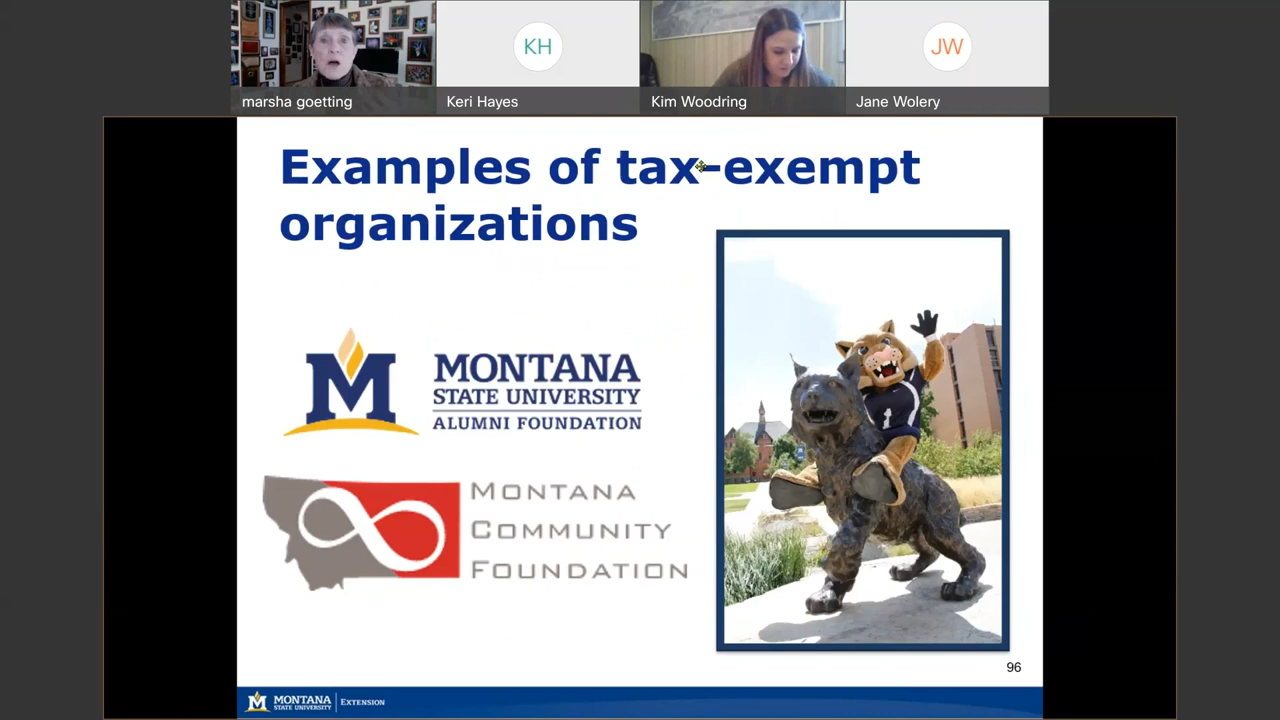 KH
JW
marsha goetting
Keri Hayes
Kim Woodring
Jane Wolery
Examples of tax-exempt
organizations
M
MONTANA
STATE UNIVERSITY
ALUMNI FOUNDATION
MONTANA
COMMUNITY
FOUNDATION
1
96
M MONTANA
STATE UNIVERSITY
EXTENSION